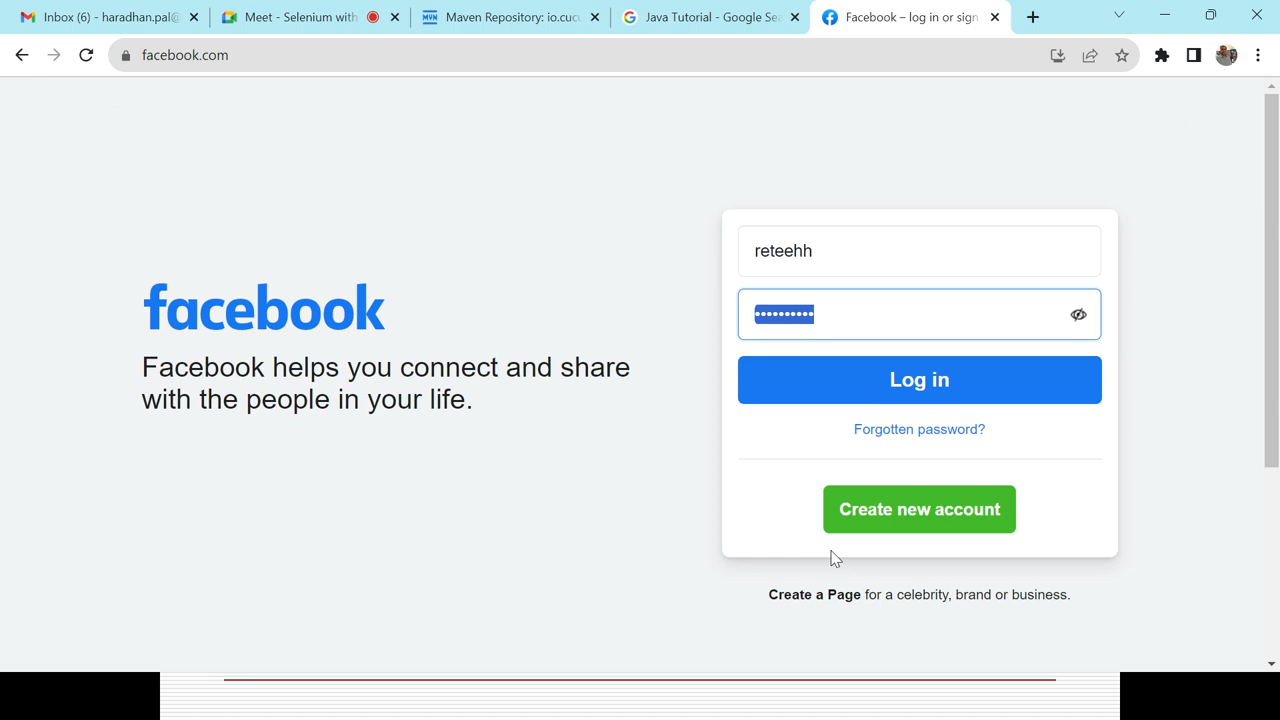 Inbox (6) - haradhan.pal@
Meet - Selenium with
Maven Repository: io.cucu
Java Tutorial - Google Sea
Facebook – log in or sign
facebook.com
reteehh
••••••••••
Log in
Forgotten password?
Create new account
Create a Page for a celebrity, brand or business.
facebook
Facebook helps you connect and share
with the people in your life.